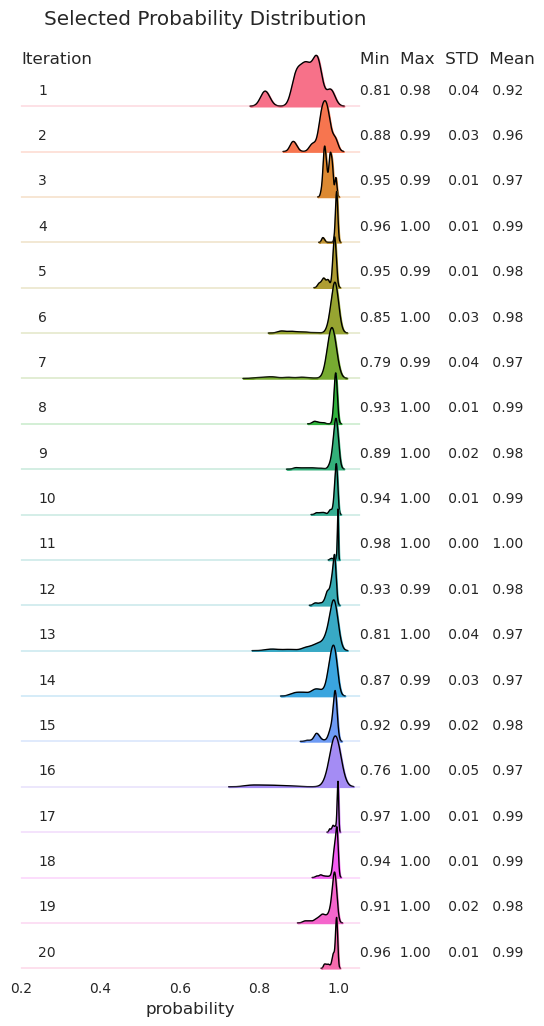 Selected Probability Distribution
Iteration Min Max STD Mean
1 0.81 0.98 0.04 0.92
2 0.88 0.99 0.03 0.96
3 0.95 0.99 0.01 0.97
4 0.96 1.00 0.01 0.99
5 0.95 0.99 0.01 0.98
6 0.85 1.00 0.03 0.98
7 0.79 0.99 0.04 0.97
8 0.93 1.00 0.01 0.99
9 0.89 1.00 0.02 0.98
10 0.94 1.00 0.01 0.99
11 0.98 1.00 0.00 1.00
12 0.93 0.99 0.01 0.98
13 0.81 1.00 0.04 0.97
14 0.87 0.99 0.03 0.97
15 0.92 0.99 0.02 0.98
16 0.76 1.00 0.05 0.97
17 0.97 1.00 0.01 0.99
18 0.94 1.00 0.01 0.99
19 0.91 1.00 0.02 0.98
20 0.96 1.00 0.01 0.99
0.2 0.4 0.6 0.8 1.0
probability